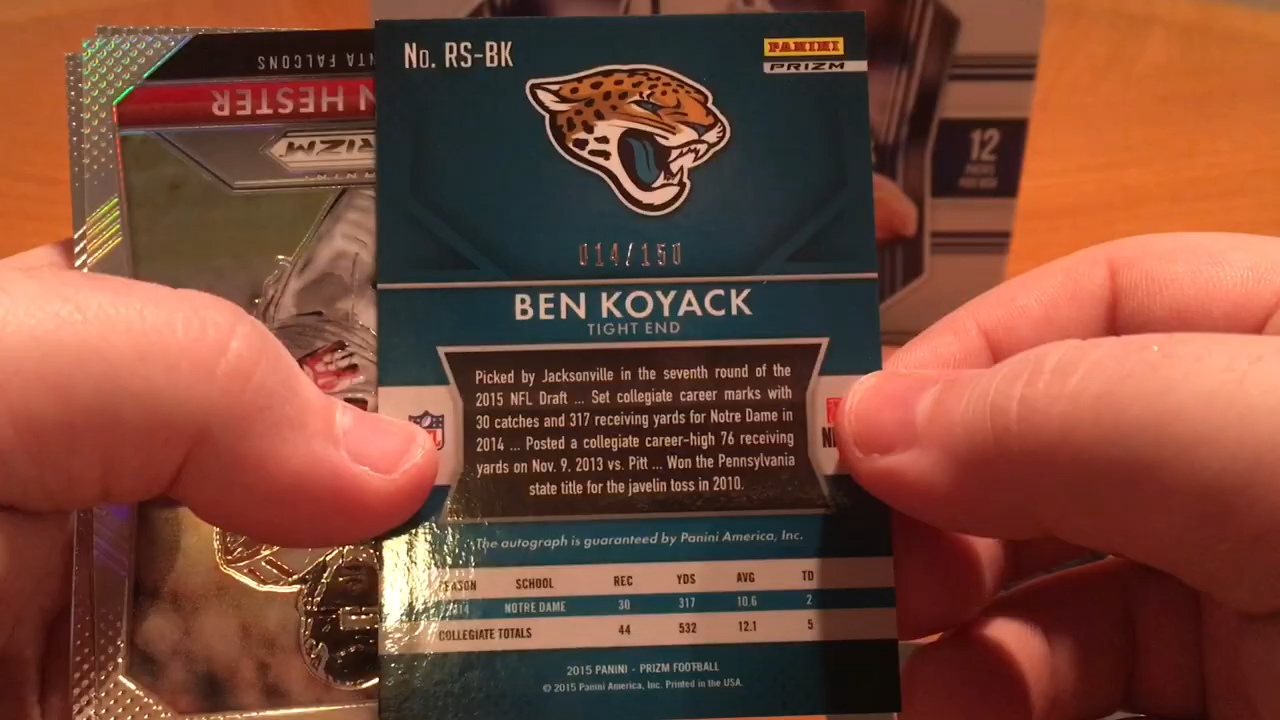 No. RS-BK
PANINI
PRIZM
014/150
BEN KOYACK
TIGHT END
Picked by Jacksonville in the seventh round of the
2015 NFL Draft ... Set collegiate career marks with
30 catches and 317 receiving yards for Notre Dame in
2014 ... Posted a collegiate career-high 76 receiving
yards on Nov. 9, 2013 vs. Pitt ... Won the Pennsylvania
state title for the javelin toss in 2010.
The autograph is guaranteed by Panini America, Inc.
SCHOOL REC YDS AVG TD
NOTRE DAME 30 317 10.6 2
COLLEGIATE TOTALS 44 532 12.1 5
2015 PANINI - PRIZM FOOTBALL
© 2015 Panini America, Inc. Printed in the USA.
FALCONS
HESTER
12